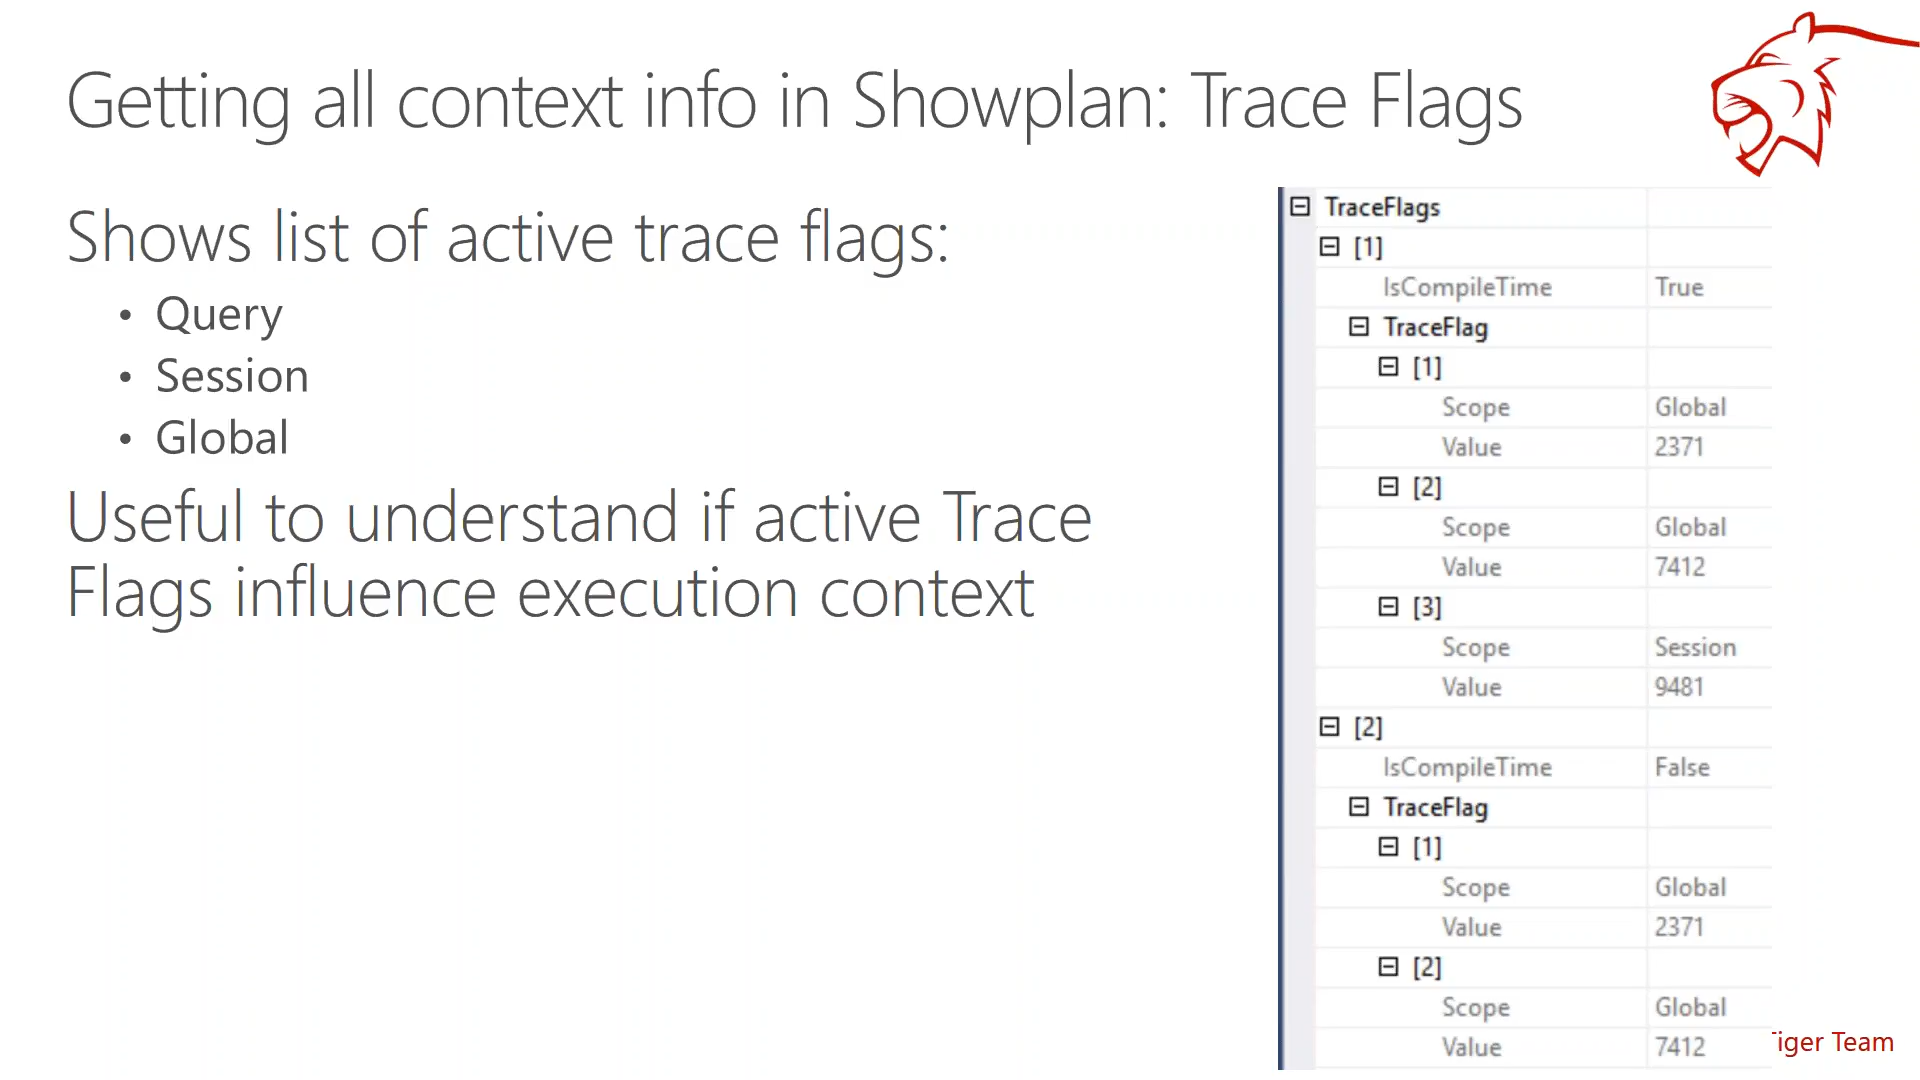 Getting all context info in Showplan: Trace Flags
Shows list of active trace flags:
• Query
• Session
• Global
Useful to understand if active Trace
Flags influence execution context
TraceFlags
[1]
IsCompileTime True
TraceFlag
[1]
Scope Global
Value 2371
[2]
Scope Global
Value 7412
[3]
Scope Session
Value 9481
[2]
IsCompileTime False
TraceFlag
[1]
Scope Global
Value 2371
[2]
Scope Global
Value 7412
Tiger Team